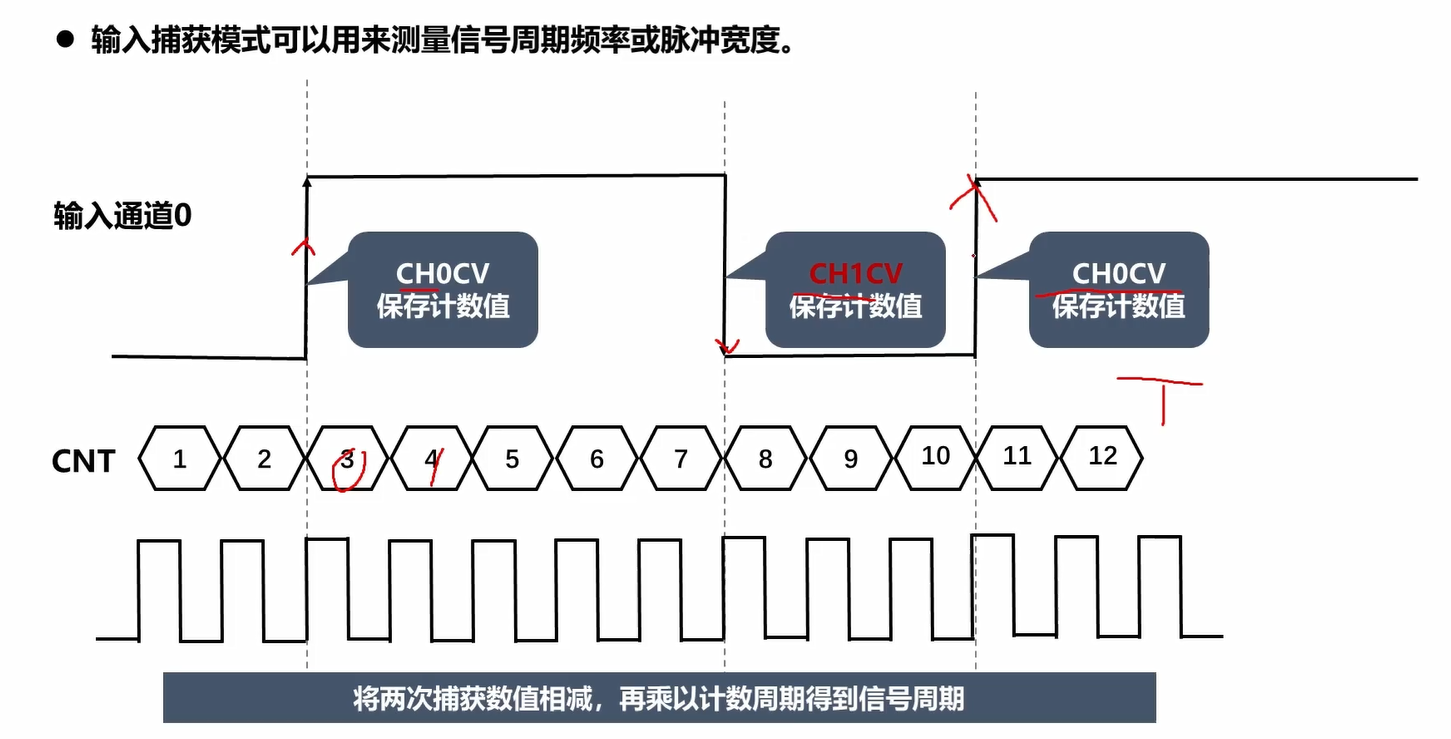 ● 输入捕获模式可以用来测量信号周期频率或脉冲宽度。
输入通道0
CH0CV
保存计数值
CH1CV
保存计数值
CH0CV
保存计数值
T
CNT 1 2 3 4 5 6 7 8 9 10 11 12
将两次捕获数值相减，再乘以计数周期得到信号周期